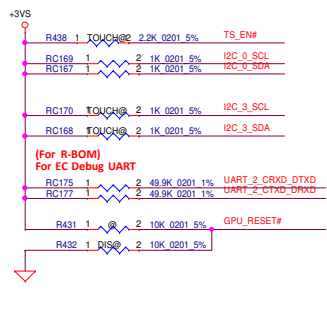 +3VS
R438 1 TOUCH@2 2.2K_0201_5% TS_EN#
RC169 1 2 1K_0201_5% I2C_0_SCL
RC167 1 2 1K_0201_5% I2C_0_SDA
RC170 1 TOUCH@ 2 1K_0201_5% I2C_3_SCL
RC168 1 TOUCH@ 2 1K_0201_5% I2C_3_SDA
(For R-BOM)
For EC Debug UART
RC175 1 2 49.9K_0201_1% UART_2_CRXD_DTXD
RC177 1 2 49.9K_0201_1% UART_2_CTXD_DRXD
R431 1 @ 2 10K_0201_5% GPU_RESET#
R432 1 DIS@ 2 10K_0201_5%